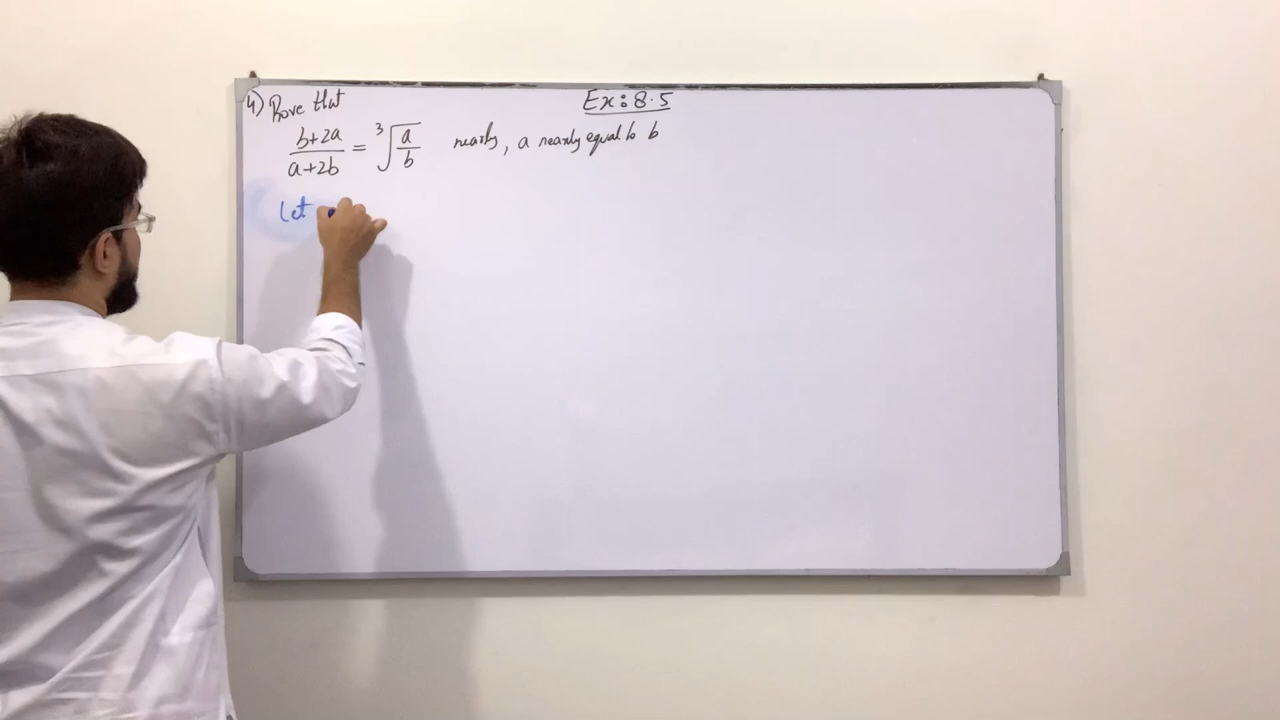 Ex: 8.5
4) Prove that
b+2a / a+2b = ³√(a/b) nearly, a nearly equal to b
Let